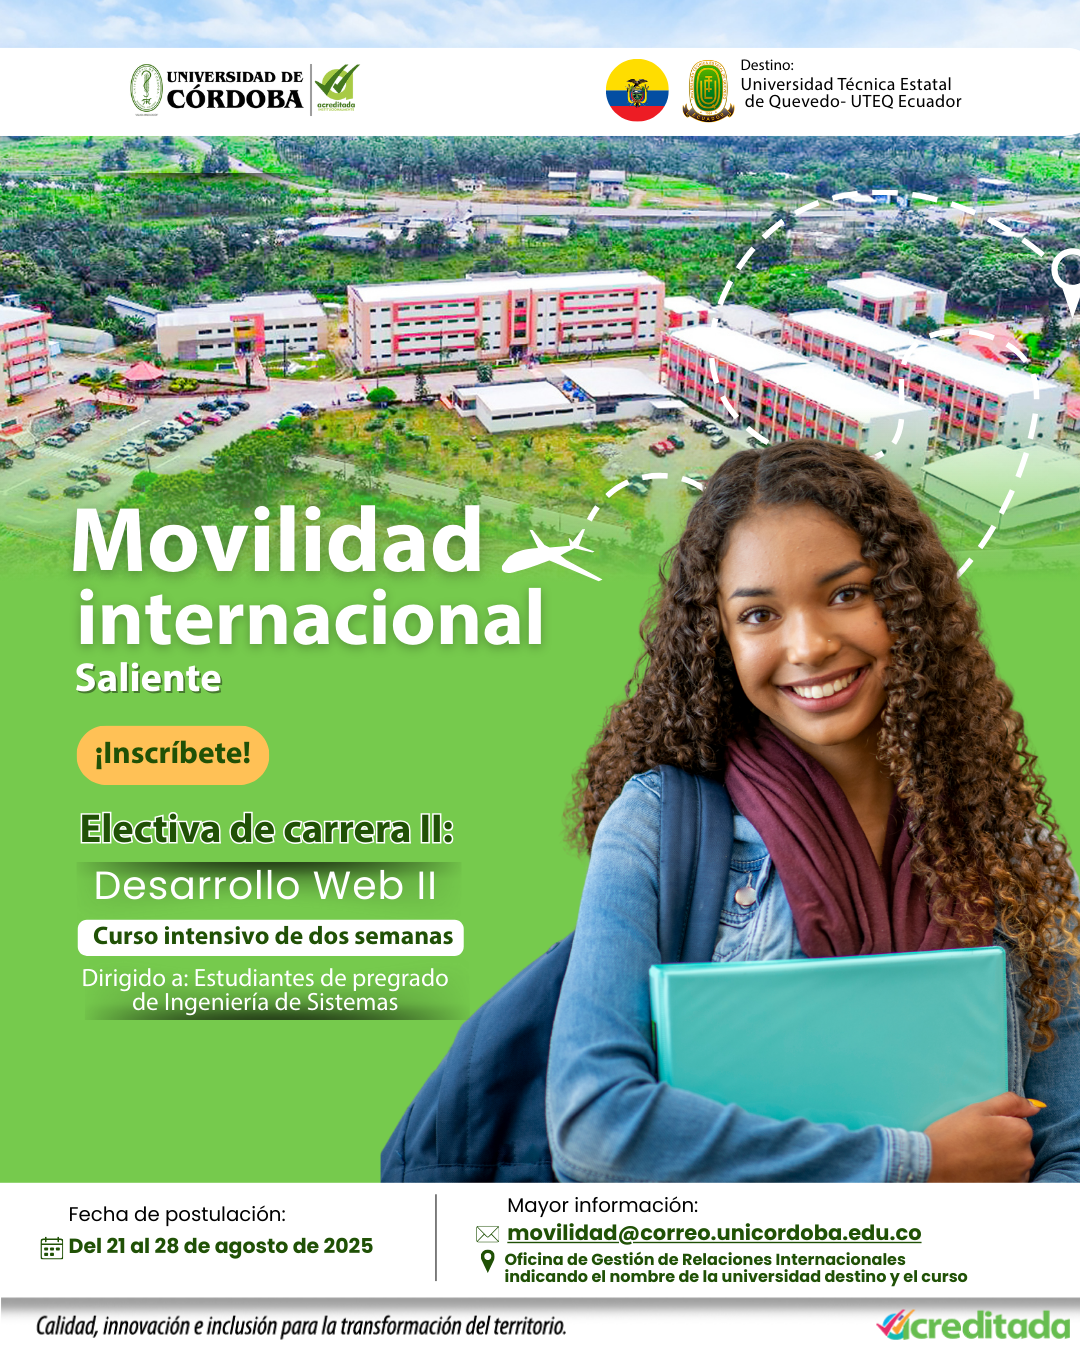 UNIVERSIDAD DE
CÓRDOBA
acreditada
Destino:
Universidad Técnica Estatal
de Quevedo- UTEQ Ecuador
ECUADOR
Movilidad
internacional
Saliente
¡Inscríbete!
Electiva de carrera II:
Desarrollo Web II
Curso intensivo de dos semanas
Dirigido a: Estudiantes de pregrado
de Ingeniería de Sistemas
Fecha de postulación:
Del 21 al 28 de agosto de 2025
Mayor información:
movilidad@correo.unicordoba.edu.co
Oficina de Gestión de Relaciones Internacionales
indicando el nombre de la universidad destino y el curso
Calidad, innovación e inclusión para la transformación del territorio.
acreditada